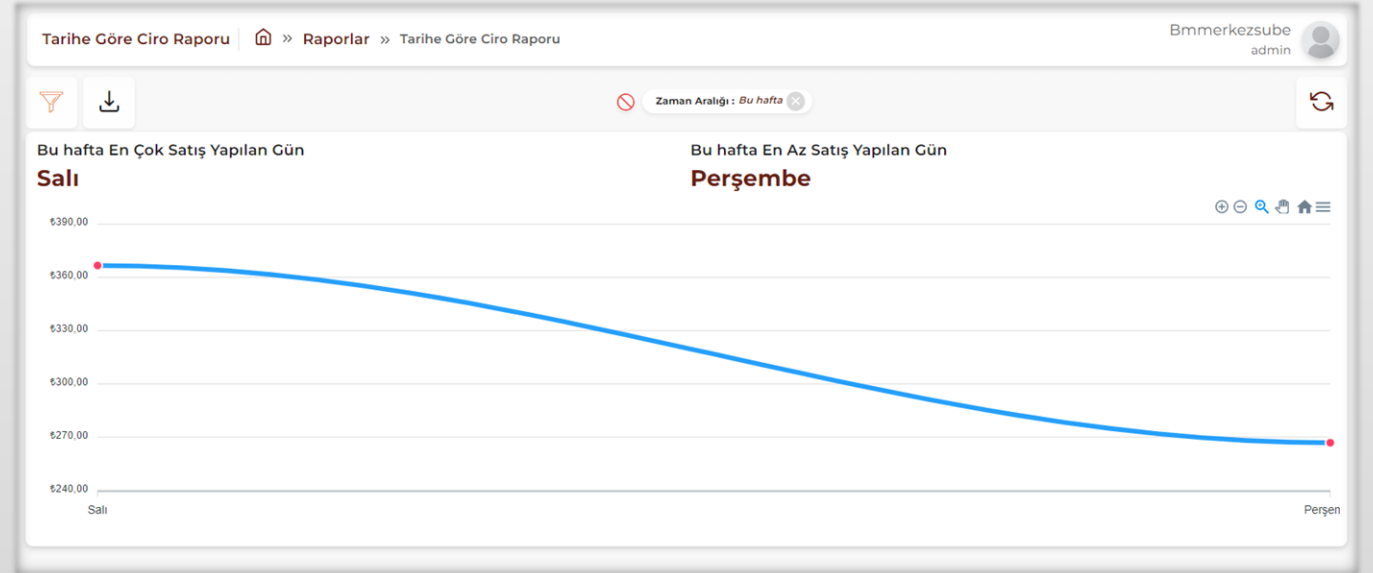 Tarihe Göre Ciro Raporu » Raporlar » Tarihe Göre Ciro Raporu
Bmmerkezsube
admin
Zaman Aralığı : Bu hafta
Bu hafta En Çok Satış Yapılan Gün
Salı
Bu hafta En Az Satış Yapılan Gün
Perşembe
₺390,00
₺360,00
₺330,00
₺300,00
₺270,00
₺240,00
Salı
Perşem